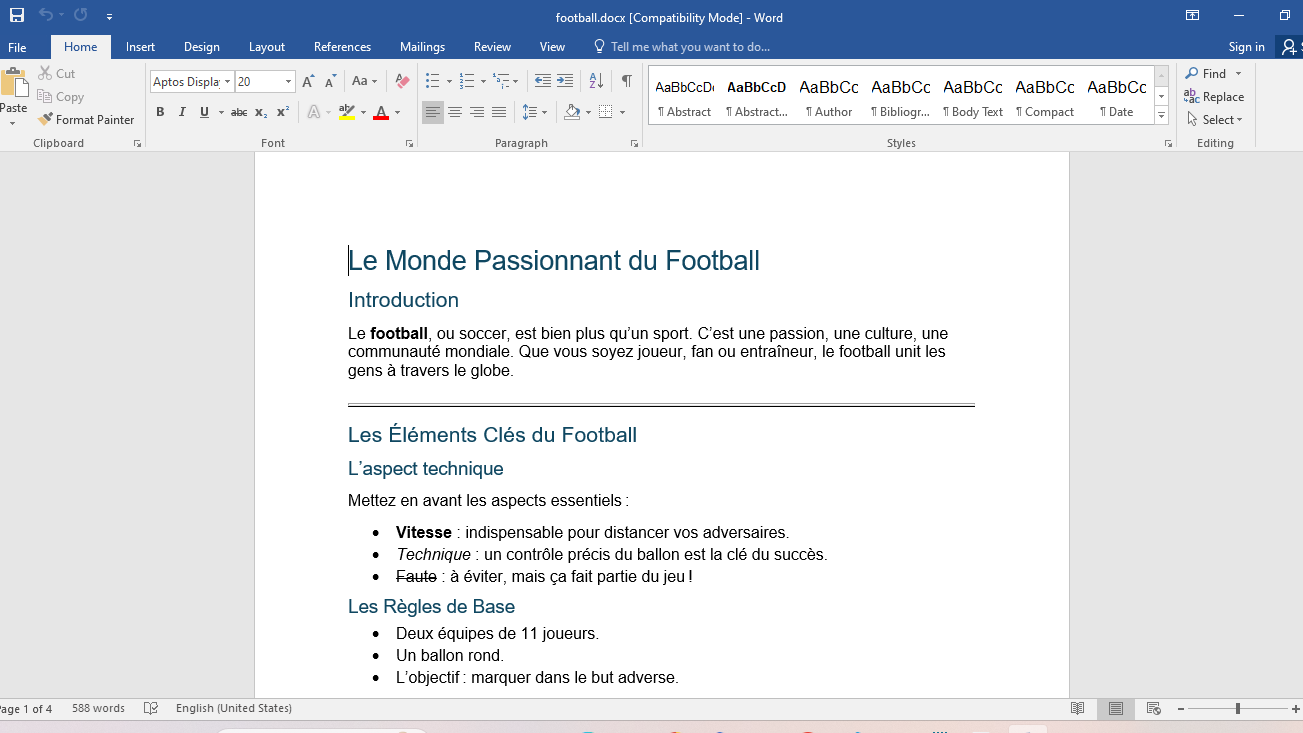 football.docx [Compatibility Mode] - Word
File Home Insert Design Layout References Mailings Review View Tell me what you want to do... Sign in
Paste
Cut
Copy
Format Painter
Clipboard
Aptos Display 20
Font
Paragraph
AaBbCcD AaBbCcD AaBbCc AaBbCc AaBbCc AaBbCc AaBbCc
¶ Abstract ¶ Abstract... ¶ Author ¶ Bibliogr... ¶ Body Text ¶ Compact ¶ Date
Styles
Find
Replace
Select
Editing
Le Monde Passionnant du Football
Introduction
Le football, ou soccer, est bien plus qu’un sport. C’est une passion, une culture, une
communauté mondiale. Que vous soyez joueur, fan ou entraîneur, le football unit les
gens à travers le globe.
Les Éléments Clés du Football
L’aspect technique
Mettez en avant les aspects essentiels :
• Vitesse : indispensable pour distancer vos adversaires.
• Technique : un contrôle précis du ballon est la clé du succès.
• Faute : à éviter, mais ça fait partie du jeu !
Les Règles de Base
• Deux équipes de 11 joueurs.
• Un ballon rond.
• L’objectif : marquer dans le but adverse.
Page 1 of 4 588 words English (United States)